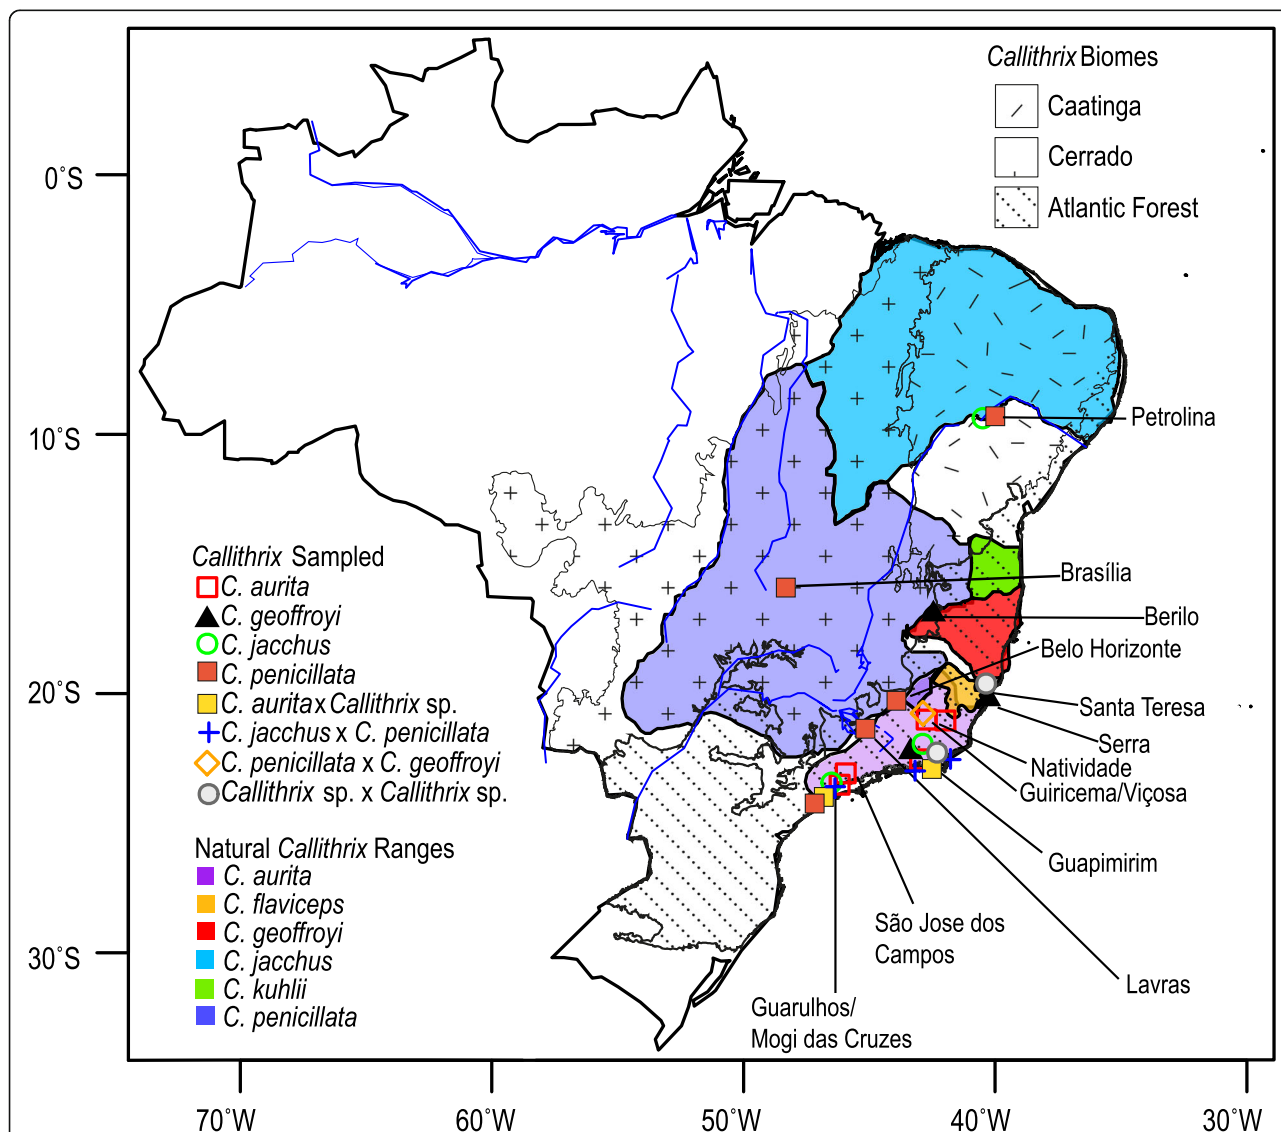 Callithrix Biomes
Caatinga
Cerrado
Atlantic Forest
0°S
10°S
20°S
30°S
Petrolina
Brasília
Berilo
Belo Horizonte
Santa Teresa
Serra
Natividade
Guiricema/Viçosa
Guapimirim
São Jose dos
Campos
Lavras
Guarulhos/
Mogi das Cruzes
Callithrix Sampled
C. aurita
C. geoffroyi
C. jacchus
C. penicillata
C. aurita x Callithrix sp.
C. jacchus x C. penicillata
C. penicillata x C. geoffroyi
Callithrix sp. x Callithrix sp.
Natural Callithrix Ranges
C. aurita
C. flaviceps
C. geoffroyi
C. jacchus
C. kuhlii
C. penicillata
70°W 60°W 50°W 40°W 30°W